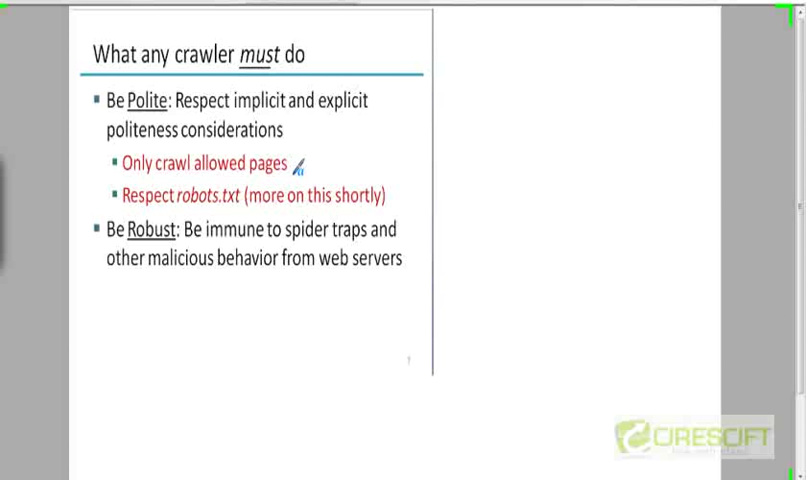 What any crawler must do
Be Polite: Respect implicit and explicit
politeness considerations
Only crawl allowed pages
Respect robots.txt (more on this shortly)
Be Robust: Be immune to spider traps and
other malicious behavior from web servers
7